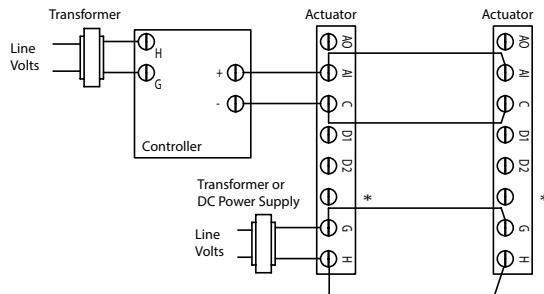 Transformer
Actuator
Actuator
Line
Volts
H
G
+
-
Controller
AO
AI
C
D1
D2
*
G
H
AO
AI
C
D1
D2
*
G
H
Transformer or
DC Power Supply
Line
Volts